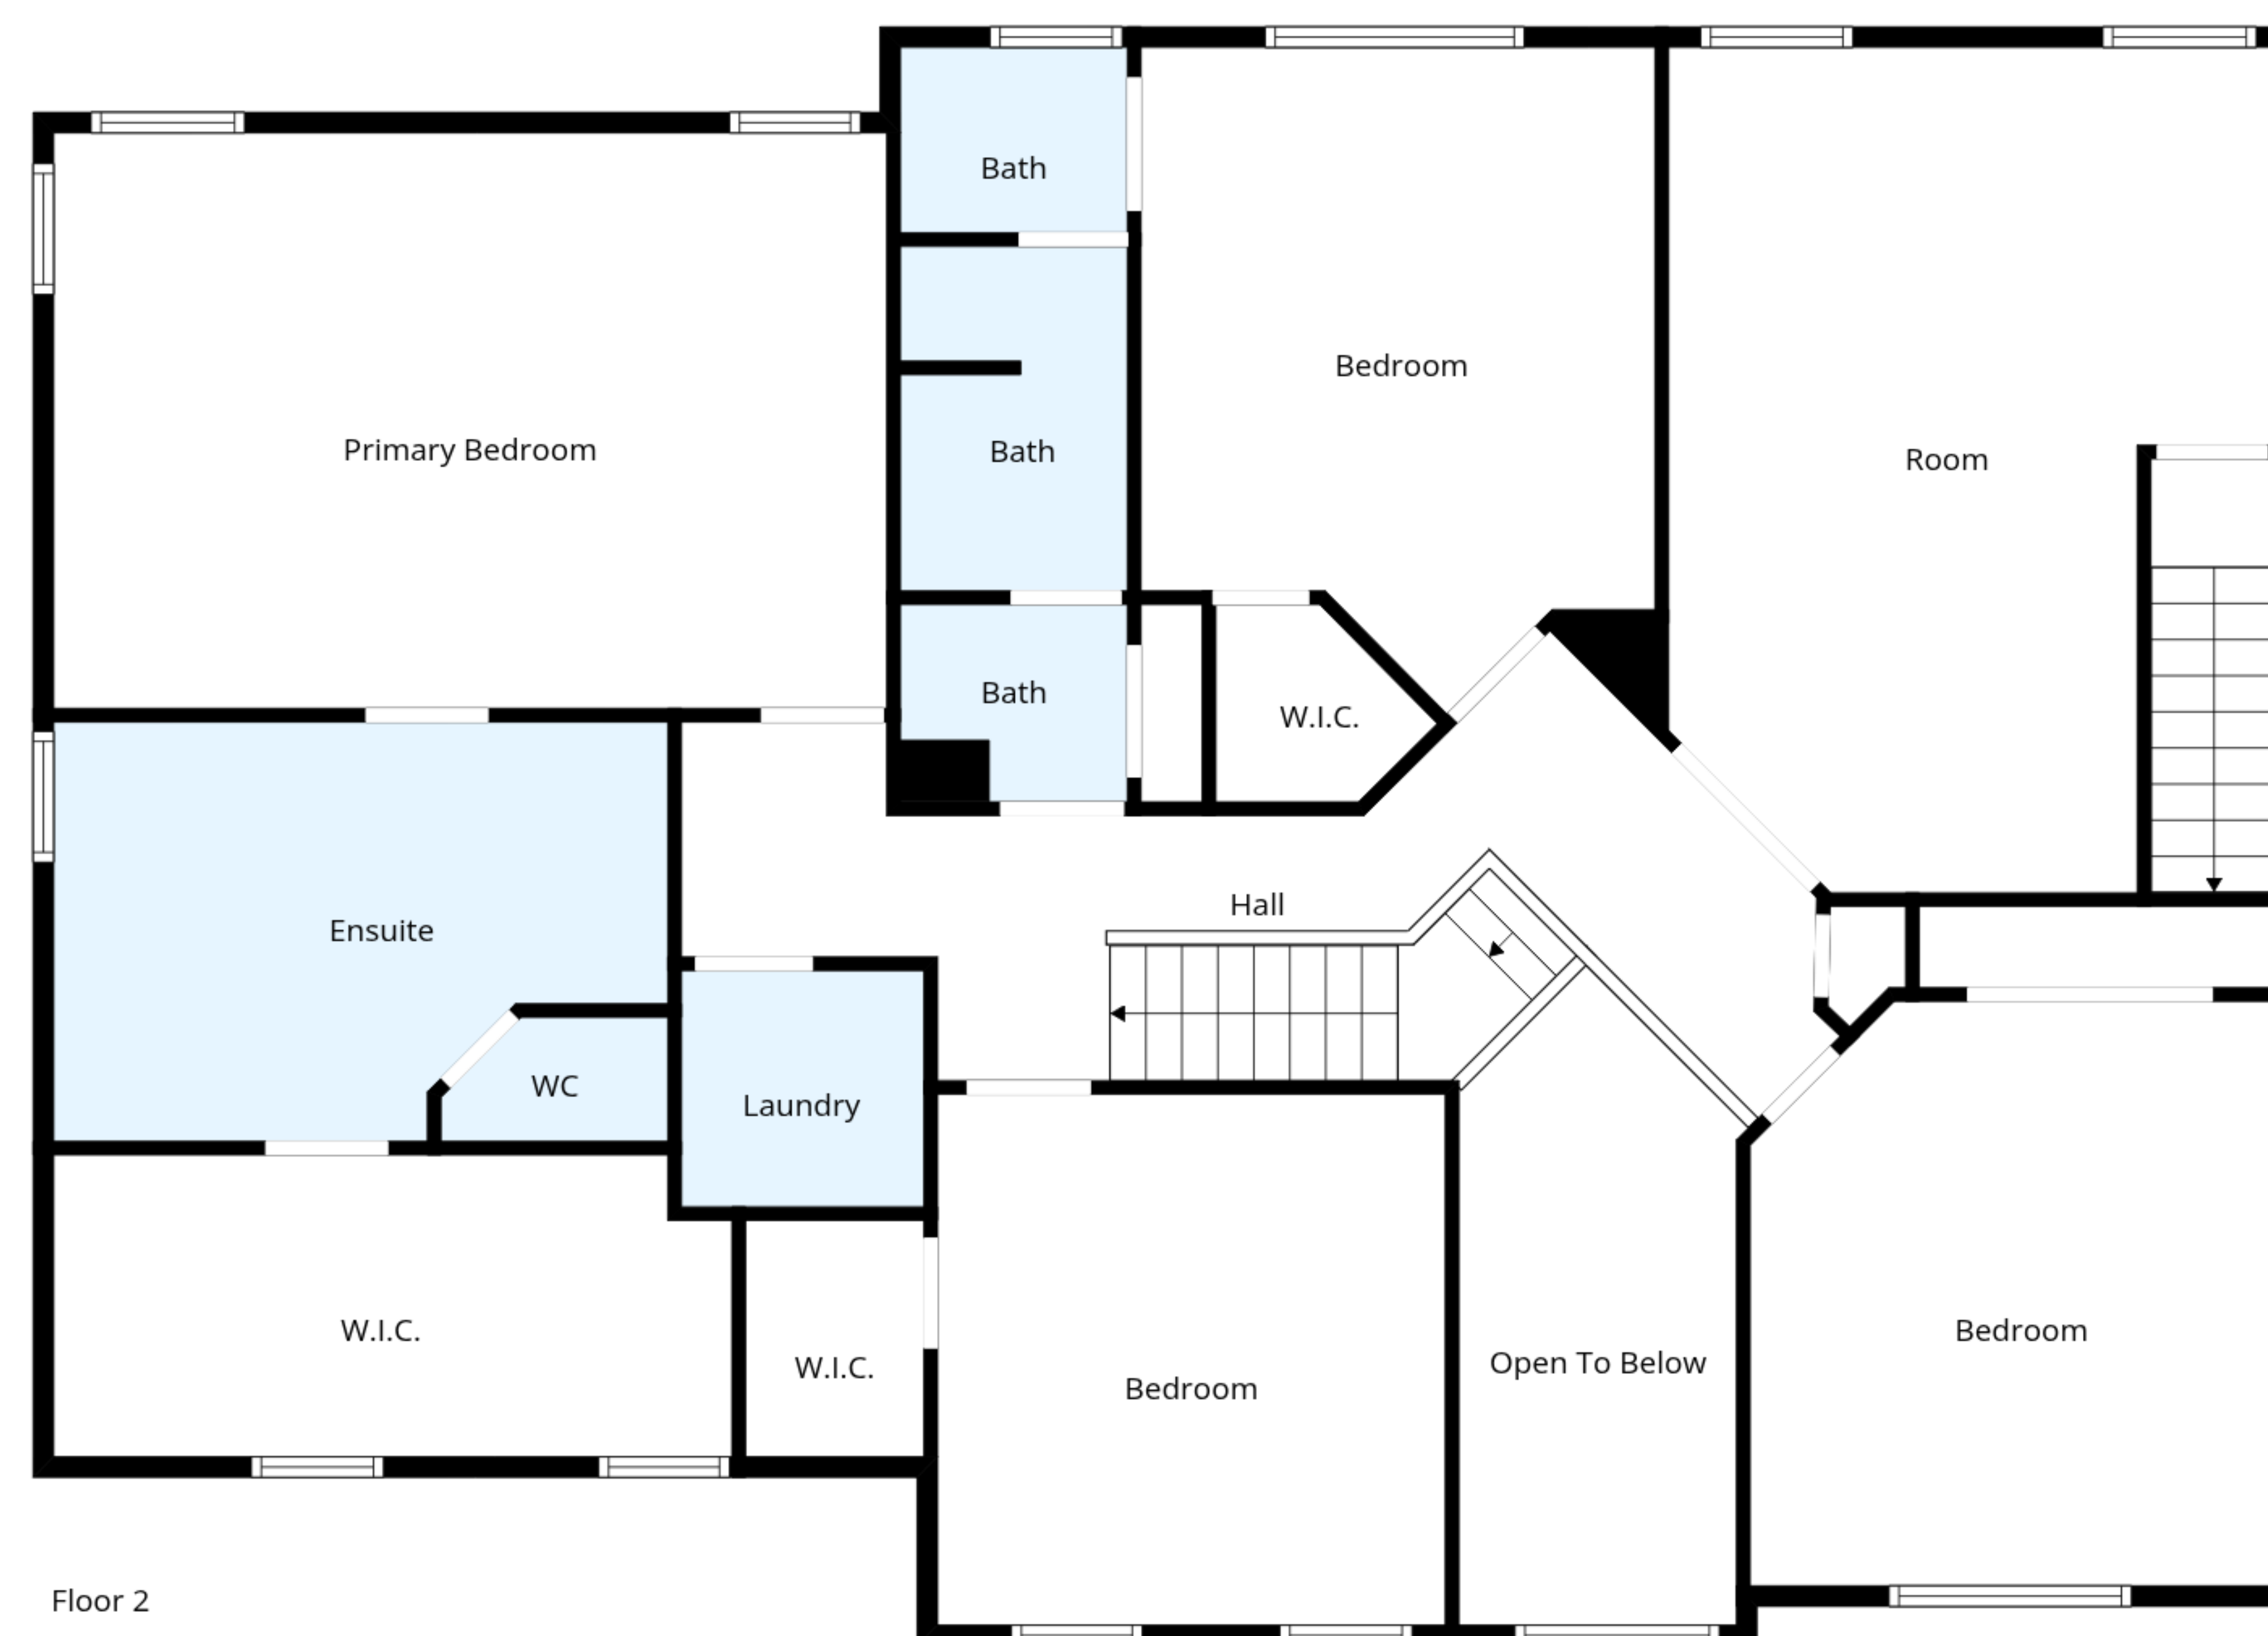 Bath
Bedroom
Primary Bedroom
Bath
Room
Bath
W.I.C.
Hall
Ensuite
WC
Laundry
W.I.C.
W.I.C.
Bedroom
Open To Below
Bedroom
Floor 2